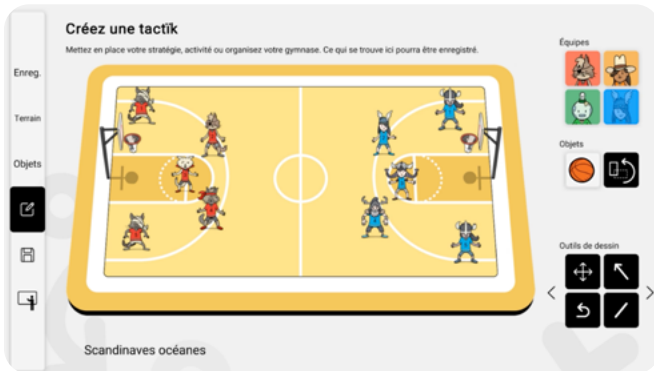 Créez une tactïk
Mettez en place votre stratégie, activité ou organisez votre gymnase. Ce qui se trouve ici pourra être enregistré.
Enreg.
Terrain
Objets
Équipes
Objets
Outils de dessin
Scandinaves océanes